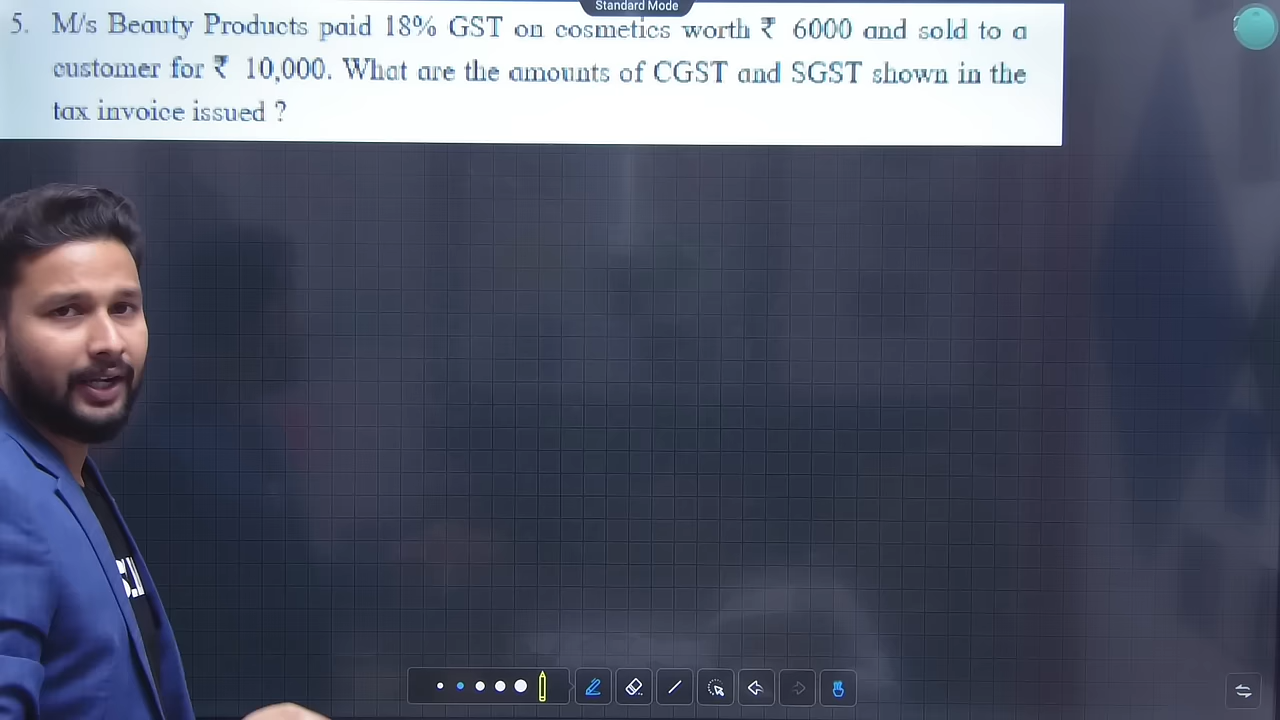 Standard Mode
5. M/s Beauty Products paid 18% GST on cosmetics worth ₹ 6000 and sold to a
customer for ₹ 10,000. What are the amounts of CGST and SGST shown in the
tax invoice issued ?